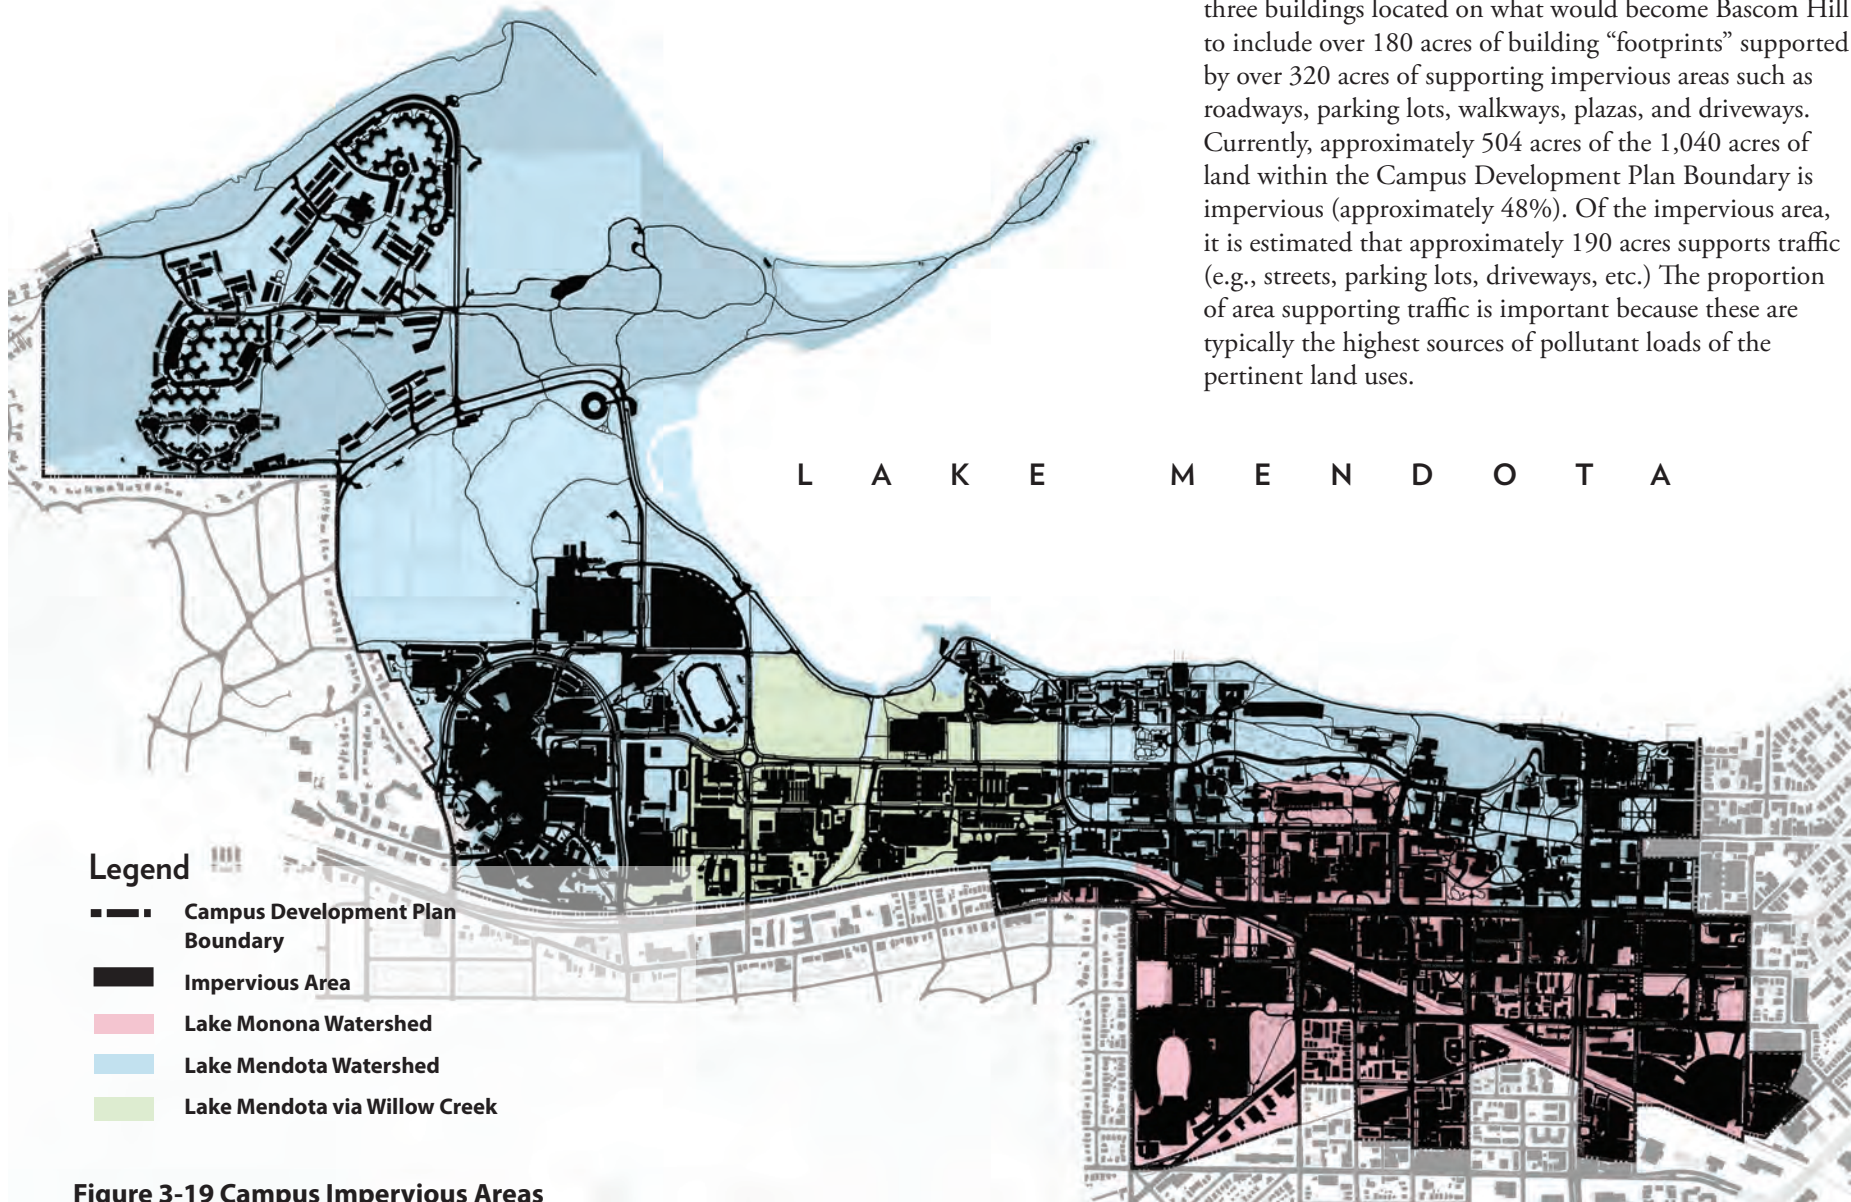 three buildings located on what would become Bascom Hill
to include over 180 acres of building “footprints” supported
by over 320 acres of supporting impervious areas such as
roadways, parking lots, walkways, plazas, and driveways.
Currently, approximately 504 acres of the 1,040 acres of
land within the Campus Development Plan Boundary is
impervious (approximately 48%). Of the impervious area,
it is estimated that approximately 190 acres supports traffic
(e.g., streets, parking lots, driveways, etc.) The proportion
of area supporting traffic is important because these are
typically the highest sources of pollutant loads of the
pertinent land uses.
LAKE MENDOTA
Legend
Campus Development Plan
Boundary
Impervious Area
Lake Monona Watershed
Lake Mendota Watershed
Lake Mendota via Willow Creek
Figure 3-19 Campus Impervious Areas